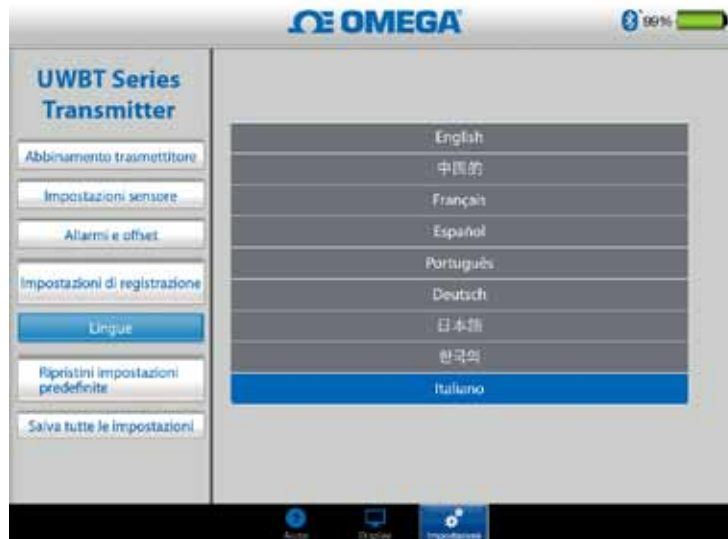 ΩE OMEGA
99%
UWBT Series
Transmitter
Abbinamento trasmettitore
Impostazioni sensore
Allarmi e offset
Impostazioni di registrazione
Lingue
Ripristini impostazioni
predefinite
Salva tutte le impostazioni
English
中国的
Français
Español
Português
Deutsch
日本語
한국의
Italiano
Aiuto
Display
Impostazioni